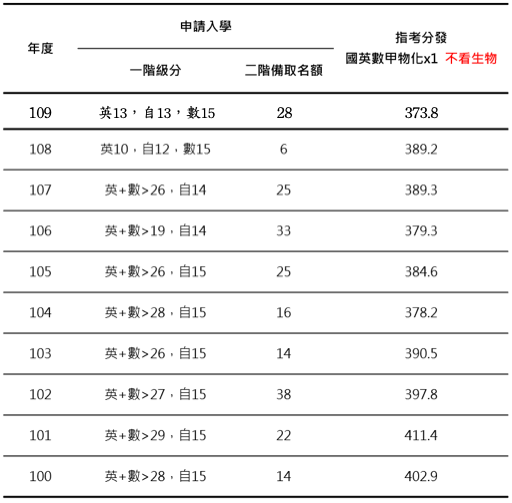 年度 申請入學 指考分發
一階級分 二階備取名額 國英數甲物化x1 不看生物
109 英13，自13，數15 28 373.8
108 英10，自12，數15 6 389.2
107 英+數>26，自14 25 389.3
106 英+數>19，自14 33 379.3
105 英+數>26，自15 25 384.6
104 英+數>28，自15 16 378.2
103 英+數>26，自15 14 390.5
102 英+數>27，自15 38 397.8
101 英+數>29，自15 22 411.4
100 英+數>28，自15 14 402.9